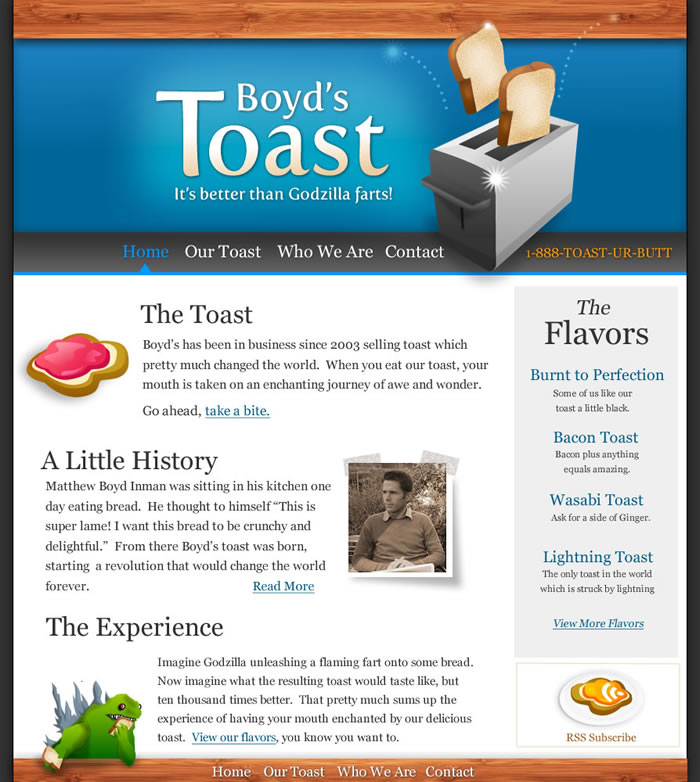 Boyd's
Toast
It's better than Godzilla farts!
Home Our Toast Who We Are Contact
1-888-TOAST-UR-BUTT
The Toast
Boyd's has been in business since 2003 selling toast which
pretty much changed the world. When you eat our toast, your
mouth is taken on an enchanting journey of awe and wonder.
Go ahead, take a bite.
A Little History
Matthew Boyd Inman was sitting in his kitchen one
day eating bread. He thought to himself “This is
super lame! I want this bread to be crunchy and
delightful.” From there Boyd's toast was born,
starting a revolution that would change the world
forever. Read More
The Experience
Imagine Godzilla unleashing a flaming fart onto some bread.
Now imagine what the resulting toast would taste like, but
ten thousand times better. That pretty much sums up the
experience of having your mouth enchanted by our delicious
toast. View our flavors, you know you want to.
The
Flavors
Burnt to Perfection
Some of us like our
toast a little black.
Bacon Toast
Bacon plus anything
equals amazing.
Wasabi Toast
Ask for a side of Ginger.
Lightning Toast
The only toast in the world
which is struck by lightning
View More Flavors
RSS Subscribe
Home Our Toast Who We Are Contact